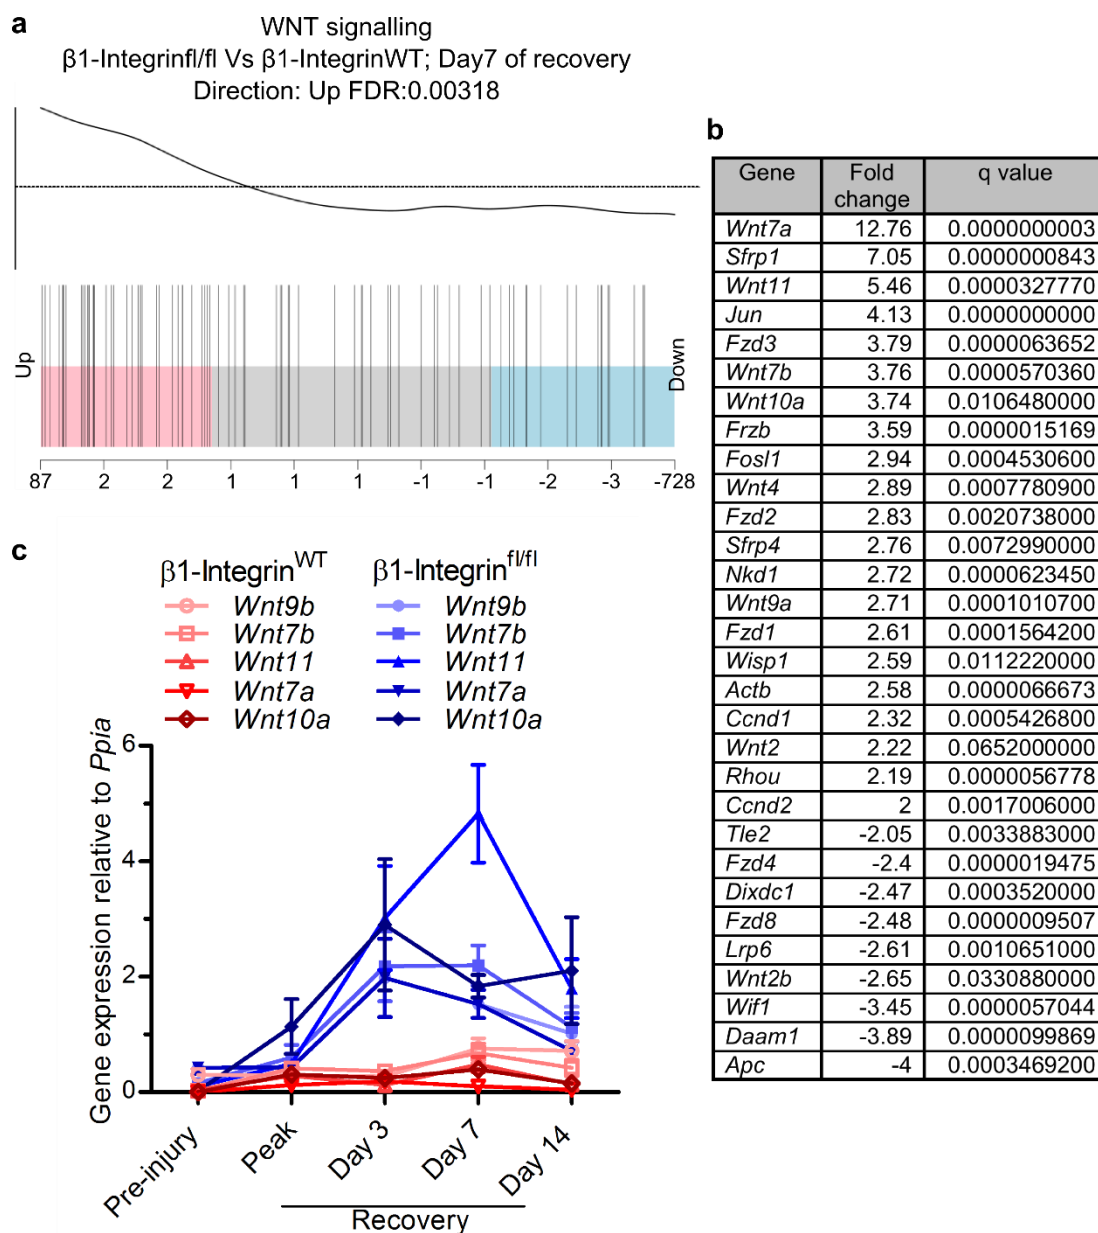 a
WNT signalling
β1-Integrinfl/fl Vs β1-IntegrinWT; Day7 of recovery
Direction: Up FDR:0.00318
Up
Down
87 2 2 1 1 1 -1 -1 -2 -3 -728
b
Gene Fold change q value
Wnt7a 12.76 0.0000000003
Sfrp1 7.05 0.0000000843
Wnt11 5.46 0.0000327770
Jun 4.13 0.0000000000
Fzd3 3.79 0.0000063652
Wnt7b 3.76 0.0000570360
Wnt10a 3.74 0.0106480000
Frzb 3.59 0.0000015169
Fosl1 2.94 0.0004530600
Wnt4 2.89 0.0007780900
Fzd2 2.83 0.0020738000
Sfrp4 2.76 0.0072990000
Nkd1 2.72 0.0000623450
Wnt9a 2.71 0.0001010700
Fzd1 2.61 0.0001564200
Wisp1 2.59 0.0112220000
Actb 2.58 0.0000066673
Ccnd1 2.32 0.0005426800
Wnt2 2.22 0.0652000000
Rhou 2.19 0.0000056778
Ccnd2 2 0.0017006000
Tle2 -2.05 0.0033883000
Fzd4 -2.4 0.0000019475
Dixdc1 -2.47 0.0003520000
Fzd8 -2.48 0.0000009507
Lrp6 -2.61 0.0010651000
Wnt2b -2.65 0.0330880000
Wif1 -3.45 0.0000057044
Daam1 -3.89 0.0000099869
Apc -4 0.0003469200
c
β1-IntegrinWT β1-Integrinfl/fl
Wnt9b Wnt9b
Wnt7b Wnt7b
Wnt11 Wnt11
Wnt7a Wnt7a
Wnt10a Wnt10a
Gene expression relative to Ppia
6
4
2
0
Pre-injury Peak Day 3 Day 7 Day 14
Recovery